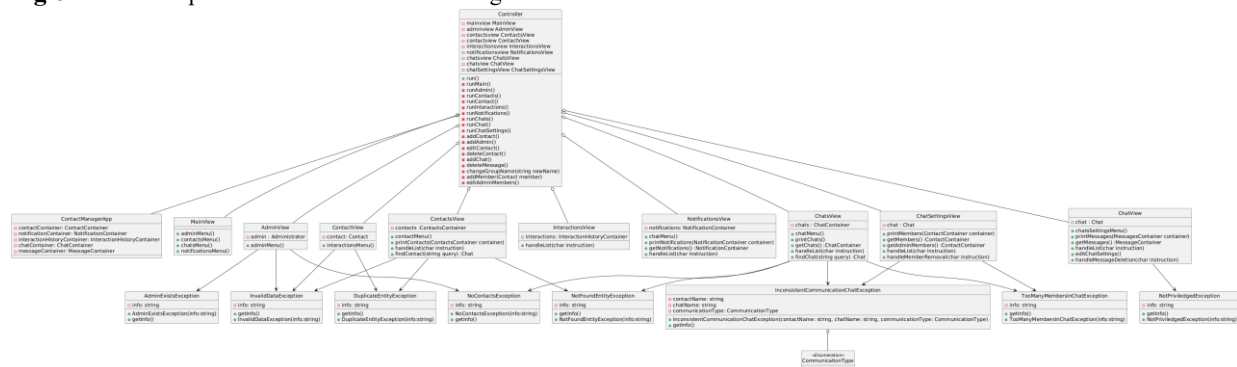 Controller
mainview MainView
adminview AdminView
contactsview ContactsView
contactview ContactView
interactionsview InteractionsView
notificationsview NotificationsView
chatsview ChatsView
chatview ChatView
chatSettingsView ChatSettingsView
run()
runMain()
runAdmin()
runContacts()
runContact()
runInteractions()
runNotifications()
runChats()
runChat()
runChatSettings()
addContact()
addAdmin()
editContact()
deleteContact()
addChat()
deleteMessage()
changeGroupName(string newName)
addMember(Contact member)
editAdminMembers()
ContactManagerApp
contactContainer: ContactContainer
notificationContainer: NotificationContainer
interactionHistoryContainer: InteractionHistoryContainer
chatContainer: ChatContainer
messageContainer: MessageContainer
MainView
adminMenu()
contactsMenu()
chatsMenu()
notificationsMenu()
AdminView
admin : Administrator
adminMenu()
ContactView
contact: Contact
interactionsMenu()
ContactsView
contacts :ContactsContainer
contactMenu()
printContacts(ContactsContainer container)
handleList(char instruction)
findContact(string query) :Chat
InteractionsView
interactions: InteractionHistoryContainer
handleList(char instruction)
NotificationsView
notifications: NotificationContainer
chatMenu()
printNotifications(NotificationContainer container)
getNotifications() :NotificationContainer
handleList(char instruction)
ChatsView
chats : ChatContainer
chatMenu()
printChats()
getChats() : ChatContainer
handleList(char instruction)
findChat(string query) :Chat
ChatSettingsView
chat : Chat
printMembers(ContactContainer container)
getMembers() :ContactContainer
getAdminMembers() :ContactContainer
handleList(char instruction)
handleMemberRemoval(char instruction)
ChatView
chat : Chat
chatsSettingsMenu()
printMessages(MessagesContainer container)
getMessages() :MessageContainer
handleList(char instruction)
editChatSettings()
handleMessageDeletion(char instruction)
AdminExistsException
info: string
AdminExistsException(info:string)
getInfo()
InvalidDataException
info: string
getInfo()
InvalidDataException(info:string)
DuplicateEntityException
info: string
getInfo()
DuplicateEntityException(info:string)
NoContactsException
info: string
NoContactsException(info:string)
getInfo()
NotFoundEntityException
info: string
getInfo()
NotFoundEntityException(info:string)
InconsistentCommunicationChatException
contactName: string
chatName: string
communicationType: CommunicationType
InconsistentCommunicationChatException(contactName: string, chatName: string, communicationType: CommunicationType)
getInfo()
TooManyMembersInChatException
info: string
getInfo()
TooManyMembersInChatException(info:string)
NotPriviledgedException
info: string
getInfo()
NotPriviledgedException(info:string)
«Enumeration»
CommunicationType